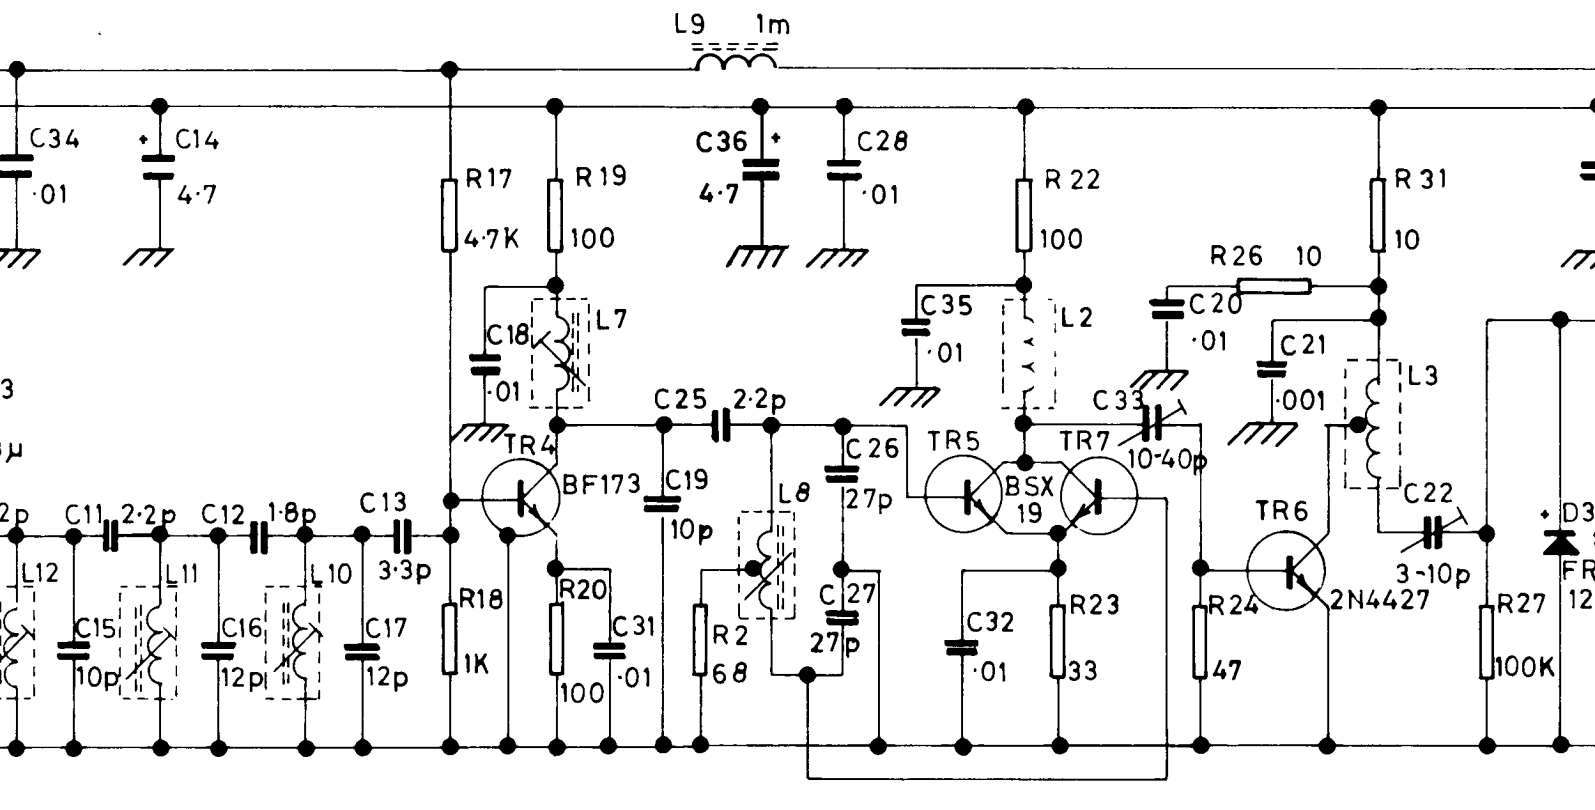 L9 1m
C34
.01
+ C14
4.7
R17
4.7K
R19
100
C36 +
4.7
C28
.01
R22
100
R31
10
R26 10
C20
.01
C35
.01
L2
C21
.001
L3
C18
.01
L7
3
μ
TR4
BF173
C25 2.2p
C19
10p
L8
C26
27p
C27
27p
TR5
TR7
BSX
19
C33
10-40p
TR6
2N4427
C22
3-10p
+ D3
FR
12
2p
C11 2.2p
C12 1.8p
C13
3.3p
L12
L11
L10
C15
10p
C16
12p
C17
12p
R18
1K
R20
100
C31
.01
R2
68
C32
.01
R23
33
R24
47
R27
100K